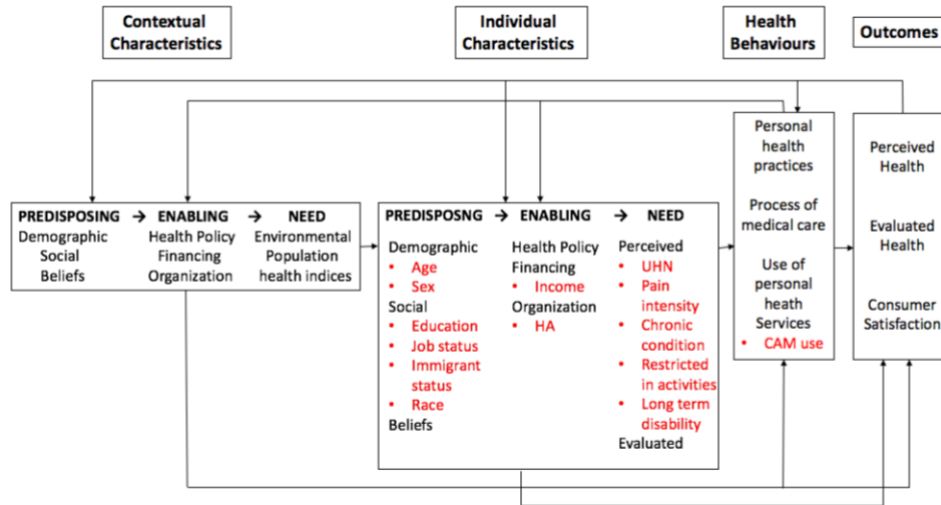 Contextual
Characteristics
Individual
Characteristics
Health
Behaviours
Outcomes
PREDISPOSING → ENABLING → NEED
Demographic
Social
Beliefs
Health Policy
Financing
Organization
Environmental
Population
health indices
PREDISPOSNG → ENABLING → NEED
Demographic
• Age
• Sex
Social
• Education
• Job status
• Immigrant
status
• Race
Beliefs
Health Policy
Financing
• Income
Organization
• HA
Perceived
• UHN
• Pain
intensity
• Chronic
condition
• Restricted
in activities
• Long term
disability
Evaluated
Personal
health
practices
Process of
medical care
Use of
personal
heath
Services
• CAM use
Perceived
Health
Evaluated
Health
Consumer
Satisfaction